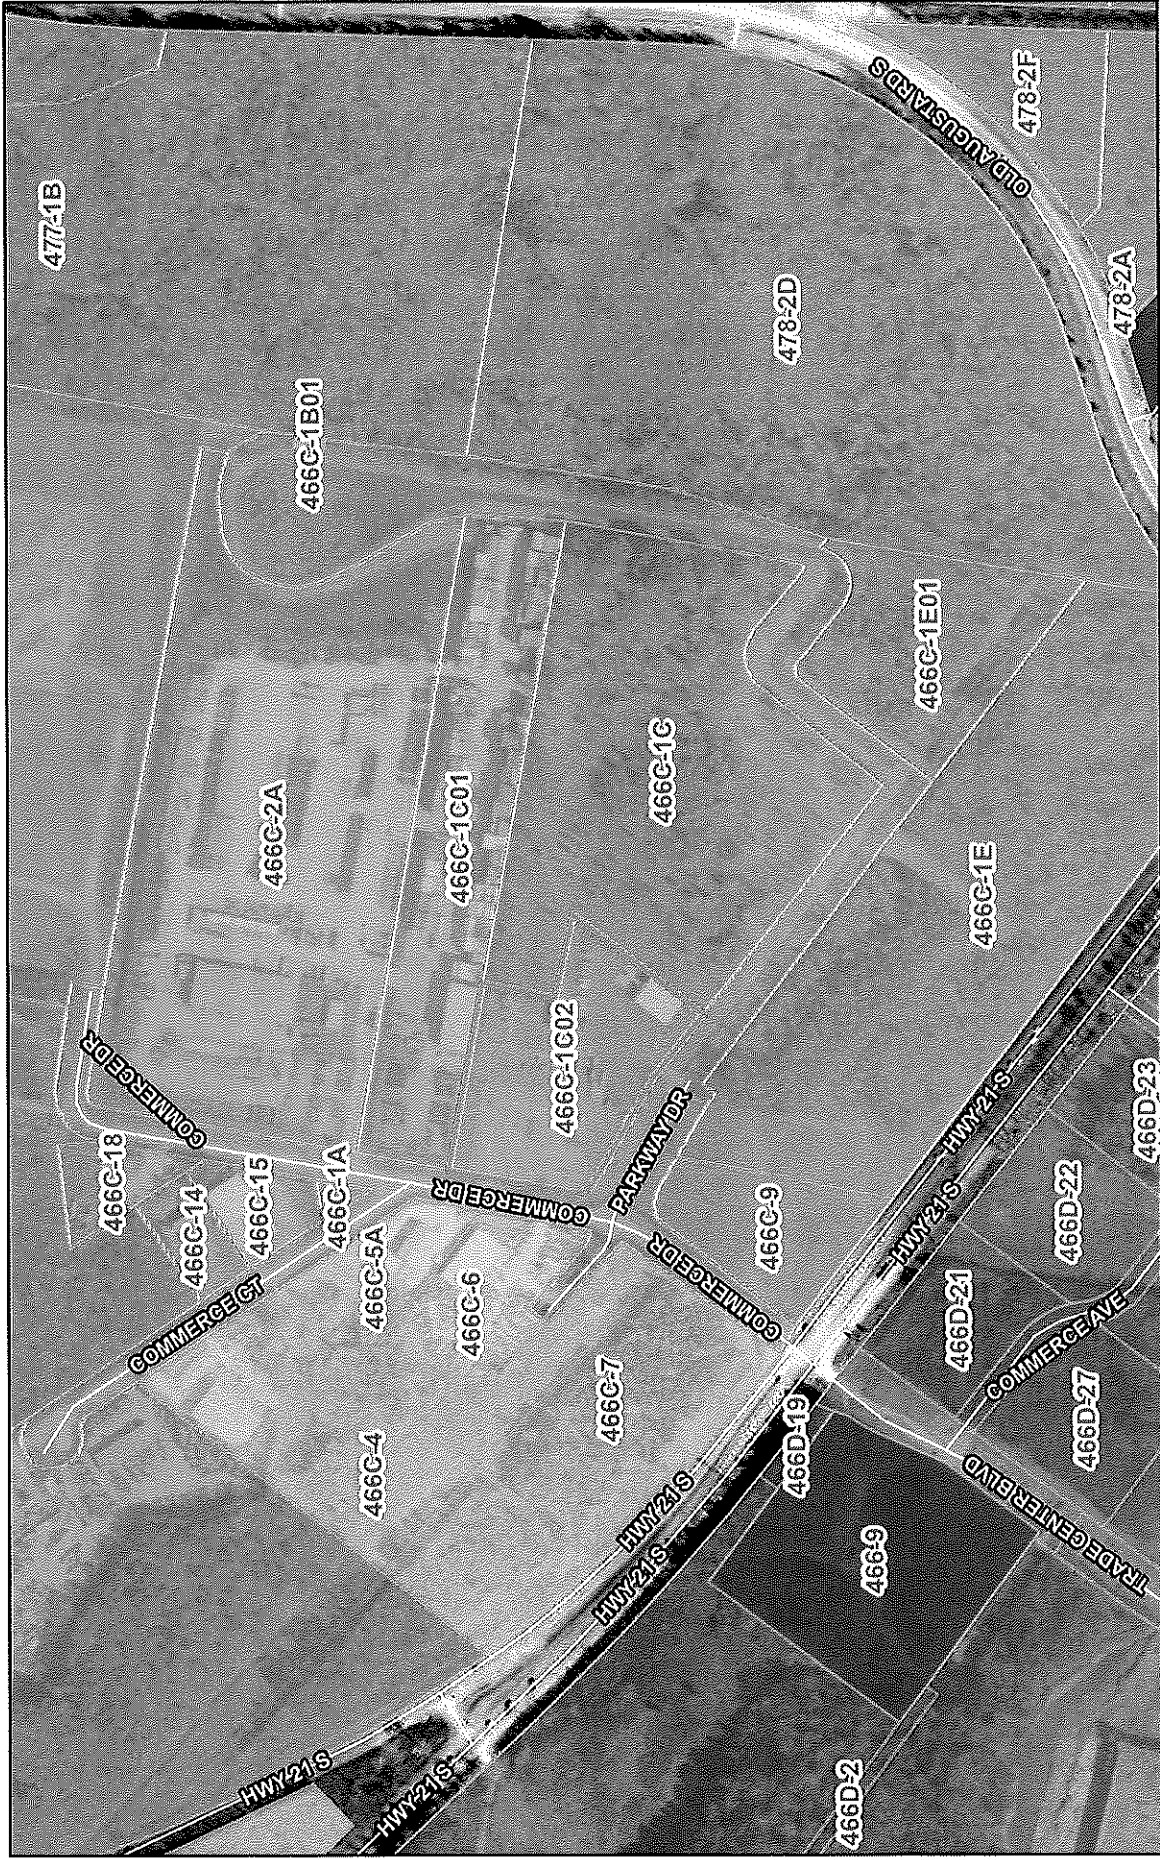 477-1B
478-2F
OLD AUGUSTA RD S
478-2D
478-2A
466C-1B01
466C-1E01
466C-2A
466C-1C01
466C-1C
466C-1E
COMMERCE DR
466C-1C02
PARKWAY DR
HWY 21 S
466C-18
466C-14
466C-15
466C-1A
COMMERCE DR
COMMERCE DR
466C-9
HWY 21 S
466D-23
466D-22
COMMERCE CT
466C-5A
466C-6
466D-21
COMMERCE AVE
466C-4
466C-7
466D-19
466D-27
HWY 21 S
HWY 21 S
466-9
TRADE CENTER BLVD
HWY 21 S
HWY 21 S
466D-2